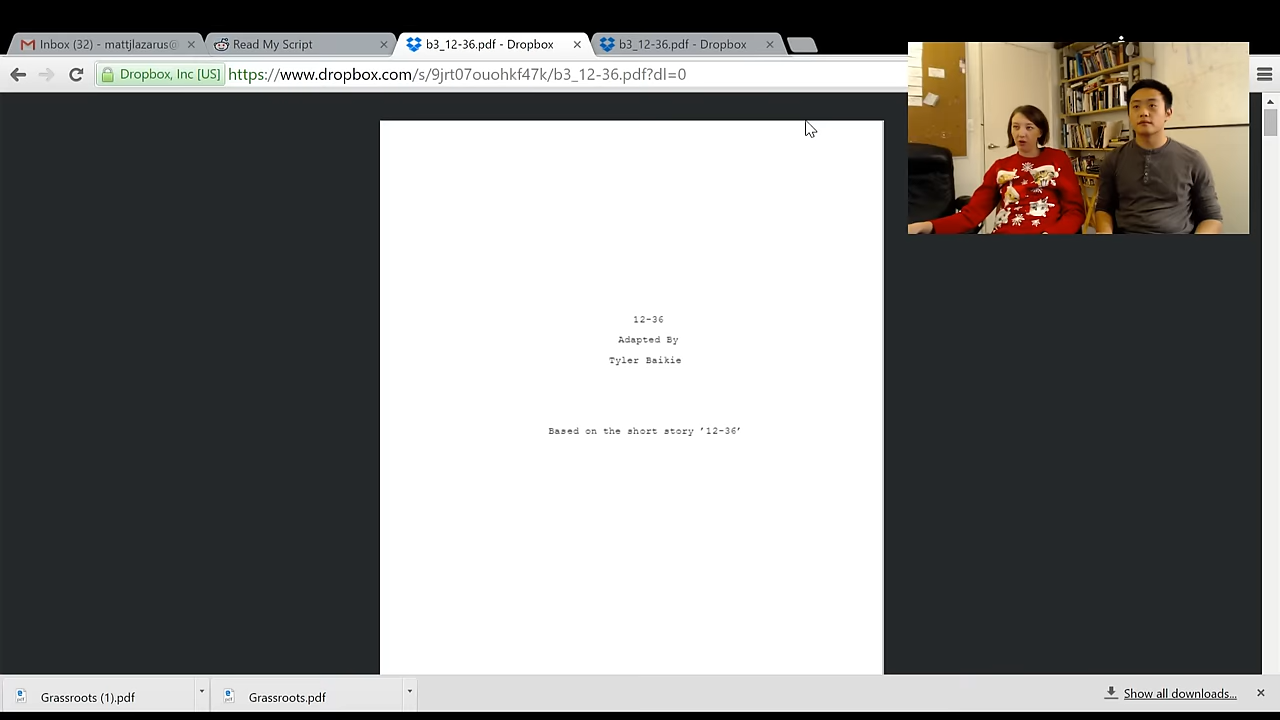 Inbox (32) - mattjlazarus@
Read My Script
b3_12-36.pdf - Dropbox
b3_12-36.pdf - Dropbox
Dropbox, Inc [US]
https://www.dropbox.com/s/9jrt07ouohkf47k/b3_12-36.pdf?dl=0
12-36
Adapted By
Tyler Baikie
Based on the short story '12-36'
Grassroots (1).pdf
Grassroots.pdf
Show all downloads...